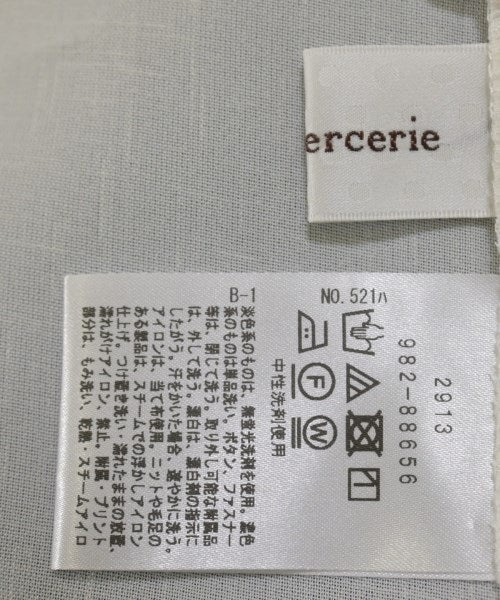 ercerie
B-1
NO.521ハ
2913
982-88656
F
W
中性洗剤使用
淡色系のものは、無蛍光洗剤を使用。濃色
系のものは単品洗い。ボタン、ファスナー
等は、閉じて洗う。取り外し可能な附属品
は、外して洗う。漂白は、漂白剤の指示に
したがう。汗をかいた場合、速やかに洗う。
アイロンは、当て布使用。ニットや毛足の
ある製品は、スチームでの浮かしアイロン
仕上げ。つけ置き洗い・濡れたままの放置、
濡れがけアイロン、禁止。附属・プリント
部分は、もみ洗い、乾熱・スチームアイロ